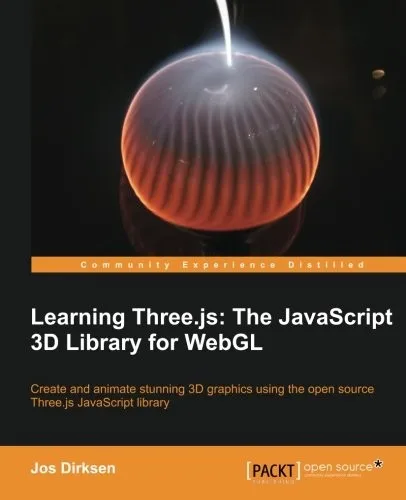 Community Experience Distilled
Learning Three.js: The JavaScript
3D Library for WebGL
Create and animate stunning 3D graphics using the open source
Three.js JavaScript library
Jos Dirksen
[PACKT] open source*
PUBLISHING